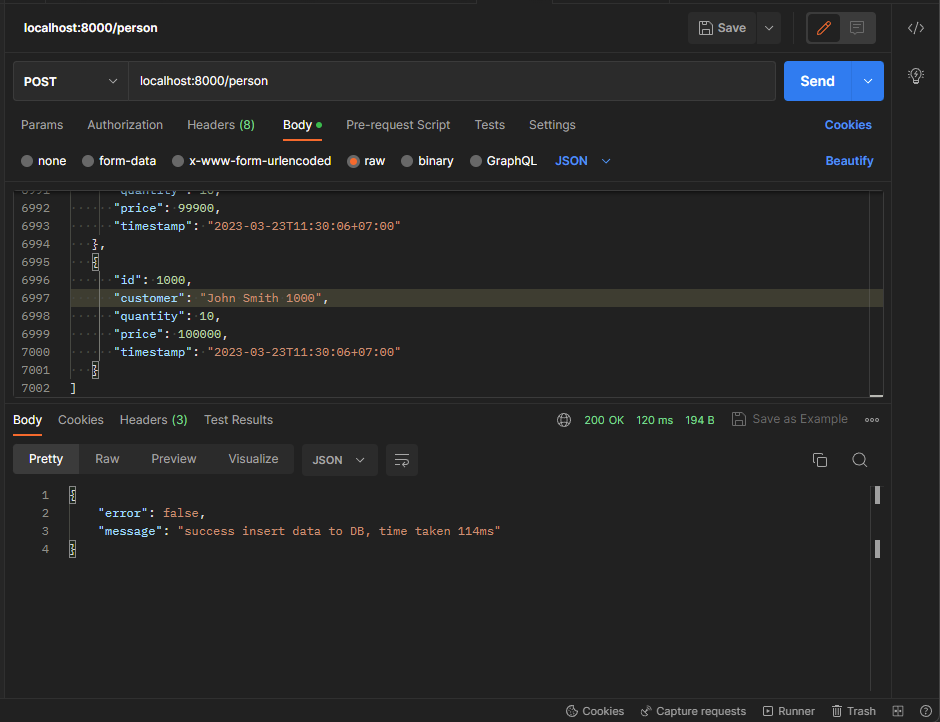 localhost:8000/person
Save
POST
localhost:8000/person
Send
Params Authorization Headers (8) Body Pre-request Script Tests Settings Cookies
none form-data x-www-form-urlencoded raw binary GraphQL JSON Beautify
6991 "quantity": 10,
6992 "price": 99900,
6993 "timestamp": "2023-03-23T11:30:06+07:00"
6994 },
6995 {
6996 "id": 1000,
6997 "customer": "John Smith 1000",
6998 "quantity": 10,
6999 "price": 100000,
7000 "timestamp": "2023-03-23T11:30:06+07:00"
7001 }
7002 ]
Body Cookies Headers (3) Test Results 200 OK 120 ms 194 B Save as Example
Pretty Raw Preview Visualize JSON
1 {
2 "error": false,
3 "message": "success insert data to DB, time taken 114ms"
4 }
Cookies Capture requests Runner Trash